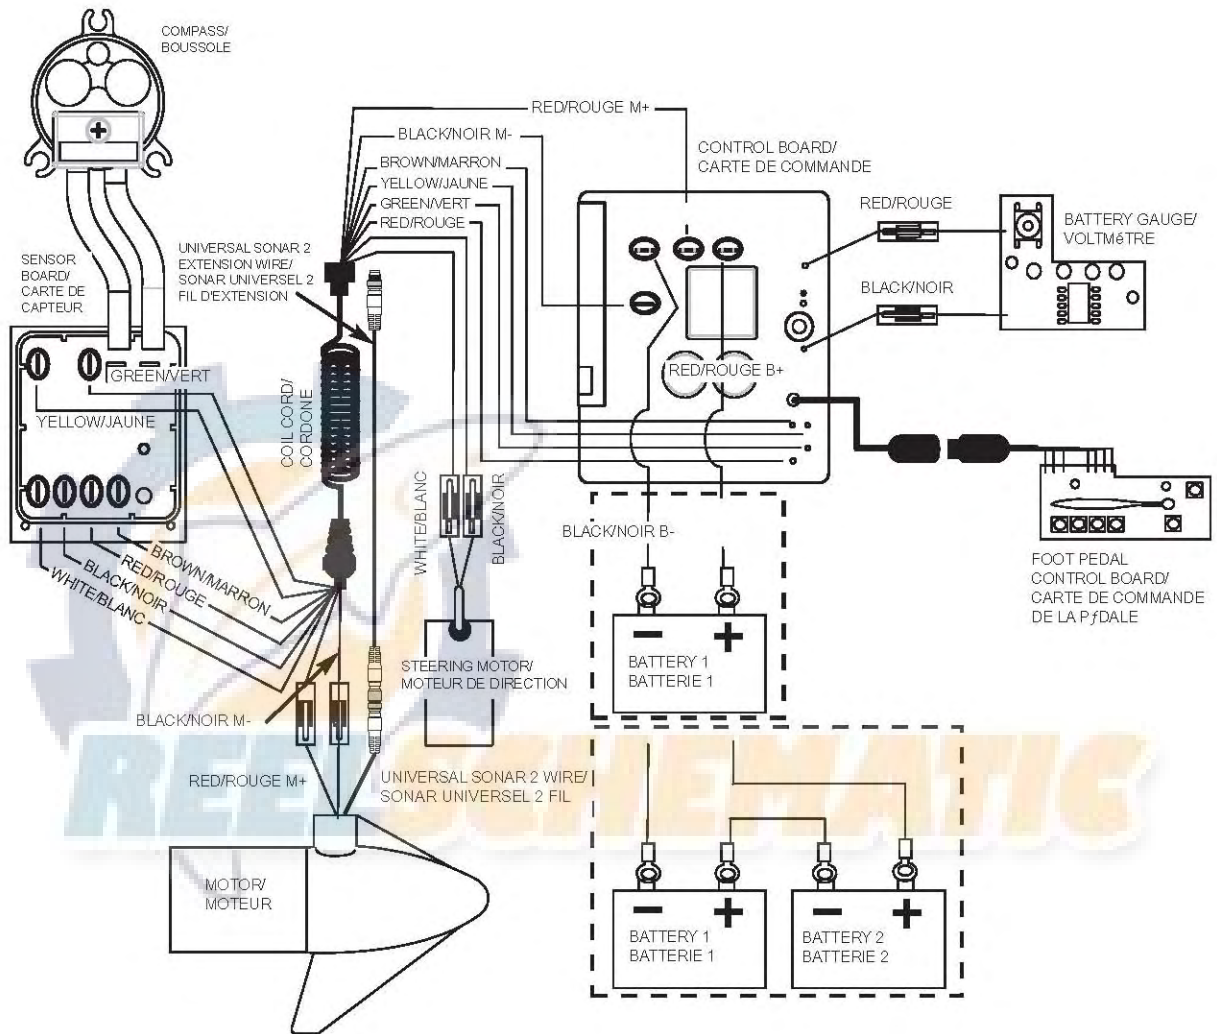 COMPASS/
BOUSSOLE
RED/ROUGE M+
BLACK/NOIR M-
BROWN/MARRON
YELLOW/JAUNE
GREEN/VERT
RED/ROUGE
CONTROL BOARD/
CARTE DE COMMANDE
RED/ROUGE
BATTERY GAUGE/
VOLTMéTRE
BLACK/NOIR
SENSOR
BOARD/
CARTE DE
CAPTEUR
UNIVERSAL SONAR 2
EXTENSION WIRE/
SONAR UNIVERSEL 2
FIL D'EXTENSION
GREEN/VERT
YELLOW/JAUNE
COIL CORD/
CORDONE
RED/ROUGE B+
WHITE/BLANC
BLACK/NOIR
BLACK/NOIR B-
BROWN/MARRON
RED/ROUGE
BLACK/NOIR
WHITE/BLANC
FOOT PEDAL
CONTROL BOARD/
CARTE DE COMMANDE
DE LA PƒDALE
STEERING MOTOR/
MOTEUR DE DIRECTION
BATTERY 1
BATTERIE 1
BLACK/NOIR M-
RED/ROUGE M+
UNIVERSAL SONAR 2 WIRE/
SONAR UNIVERSEL 2 FIL
REEL SCHEMATIC
MOTOR/
MOTEUR
BATTERY 1
BATTERIE 1
BATTERY 2
BATTERIE 2